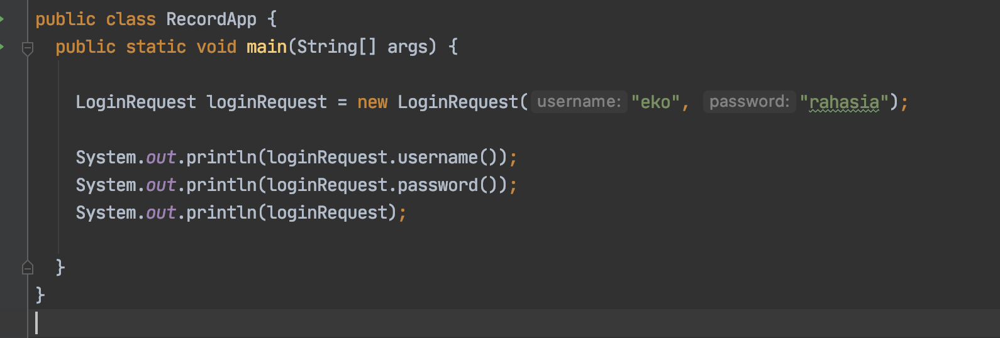 public class RecordApp {
public static void main(String[] args) {
LoginRequest loginRequest = new LoginRequest( username: "eko", password: "rahasia");
System.out.println(loginRequest.username());
System.out.println(loginRequest.password());
System.out.println(loginRequest);
}
}